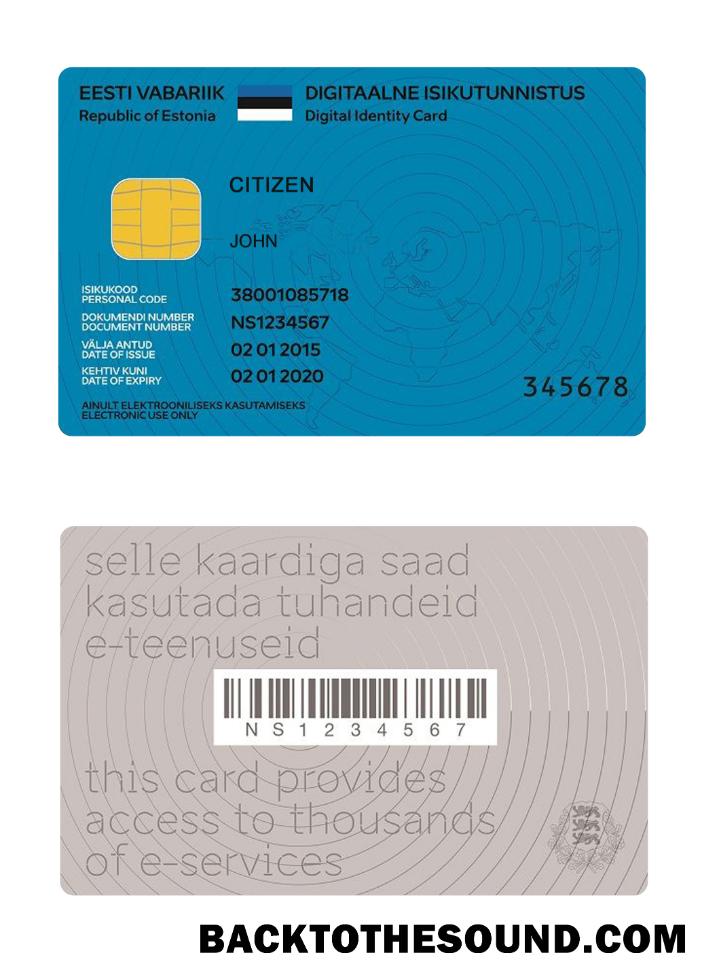 EESTI VABARIIK
Republic of Estonia
DIGITAALNE ISIKUTUNNISTUS
Digital Identity Card
CITIZEN
JOHN
ISIKUKOOD
PERSONAL CODE
38001085718
DOKUMENDI NUMBER
DOCUMENT NUMBER
NS1234567
VÄLJA ANTUD
DATE OF ISSUE
02 01 2015
KEHTIV KUNI
DATE OF EXPIRY
02 01 2020
345678
AINULT ELEKTROONILISEKS KASUTAMISEKS
ELECTRONIC USE ONLY
selle kaardiga saad
kasutada tuhandeid
e-teenuseid
NS1234567
this card provides
access to thousands
of e-services
BACKTOTHESOUND.COM